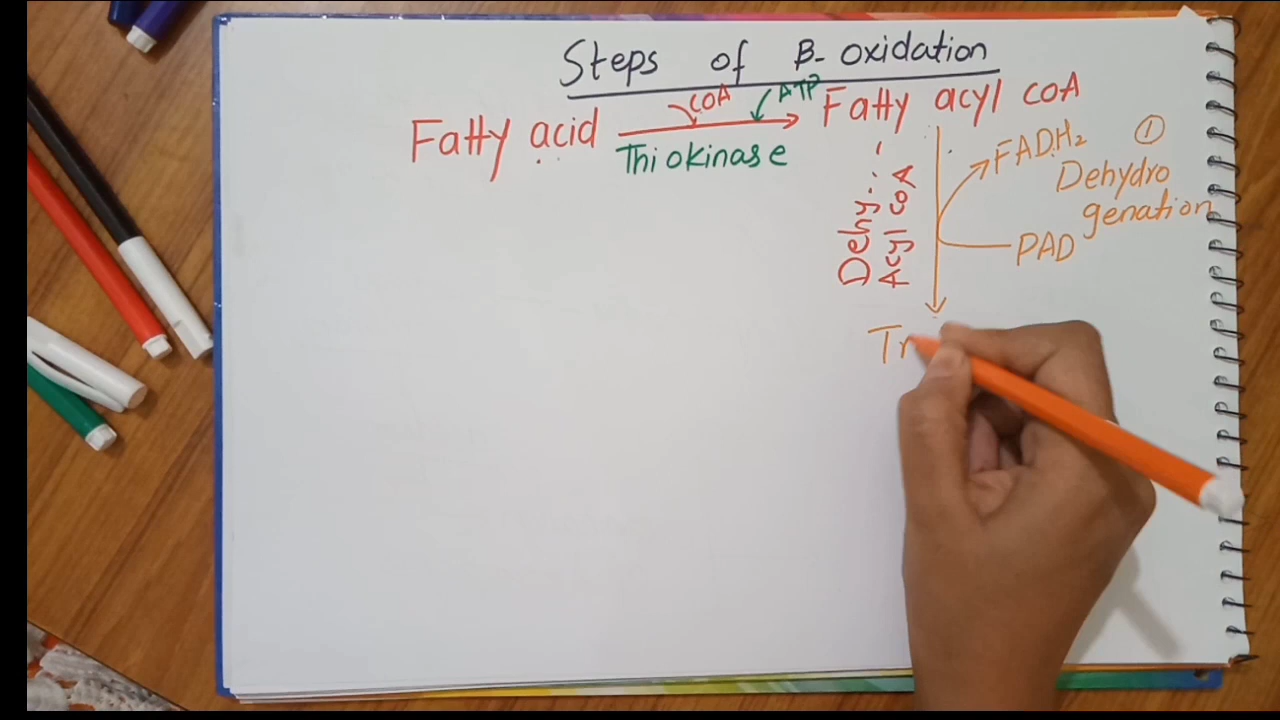 Steps of β-oxidation
Fatty acid
COA
ATP
Thiokinase
Fatty acyl coA
Dehy...-
Acyl coA
FADH₂
①
Dehydro
genation
PAD
Tr